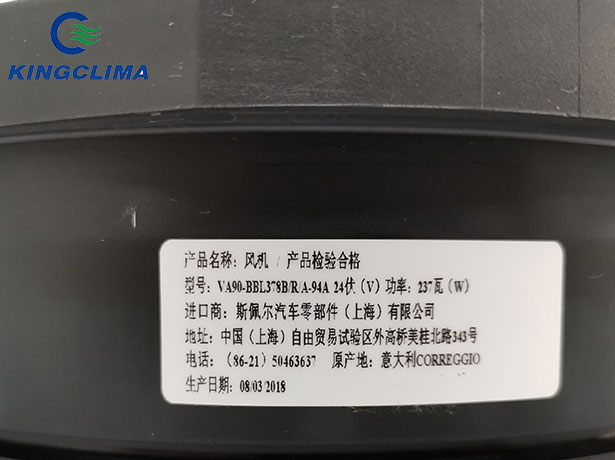 KINGCLIMA
产品名称: 风机 / 产品检验合格
型号: VA90-BBL378B/R/A-94A 24伏 (V) 功率: 237瓦 (W)
进口商: 斯佩尔汽车零部件 (上海) 有限公司
地址: 中国 (上海) 自由贸易试验区外高桥美桂北路343号
电话: (86-21) 50463637 原产地: 意大利CORREGGIO
生产日期: 08/03/2018